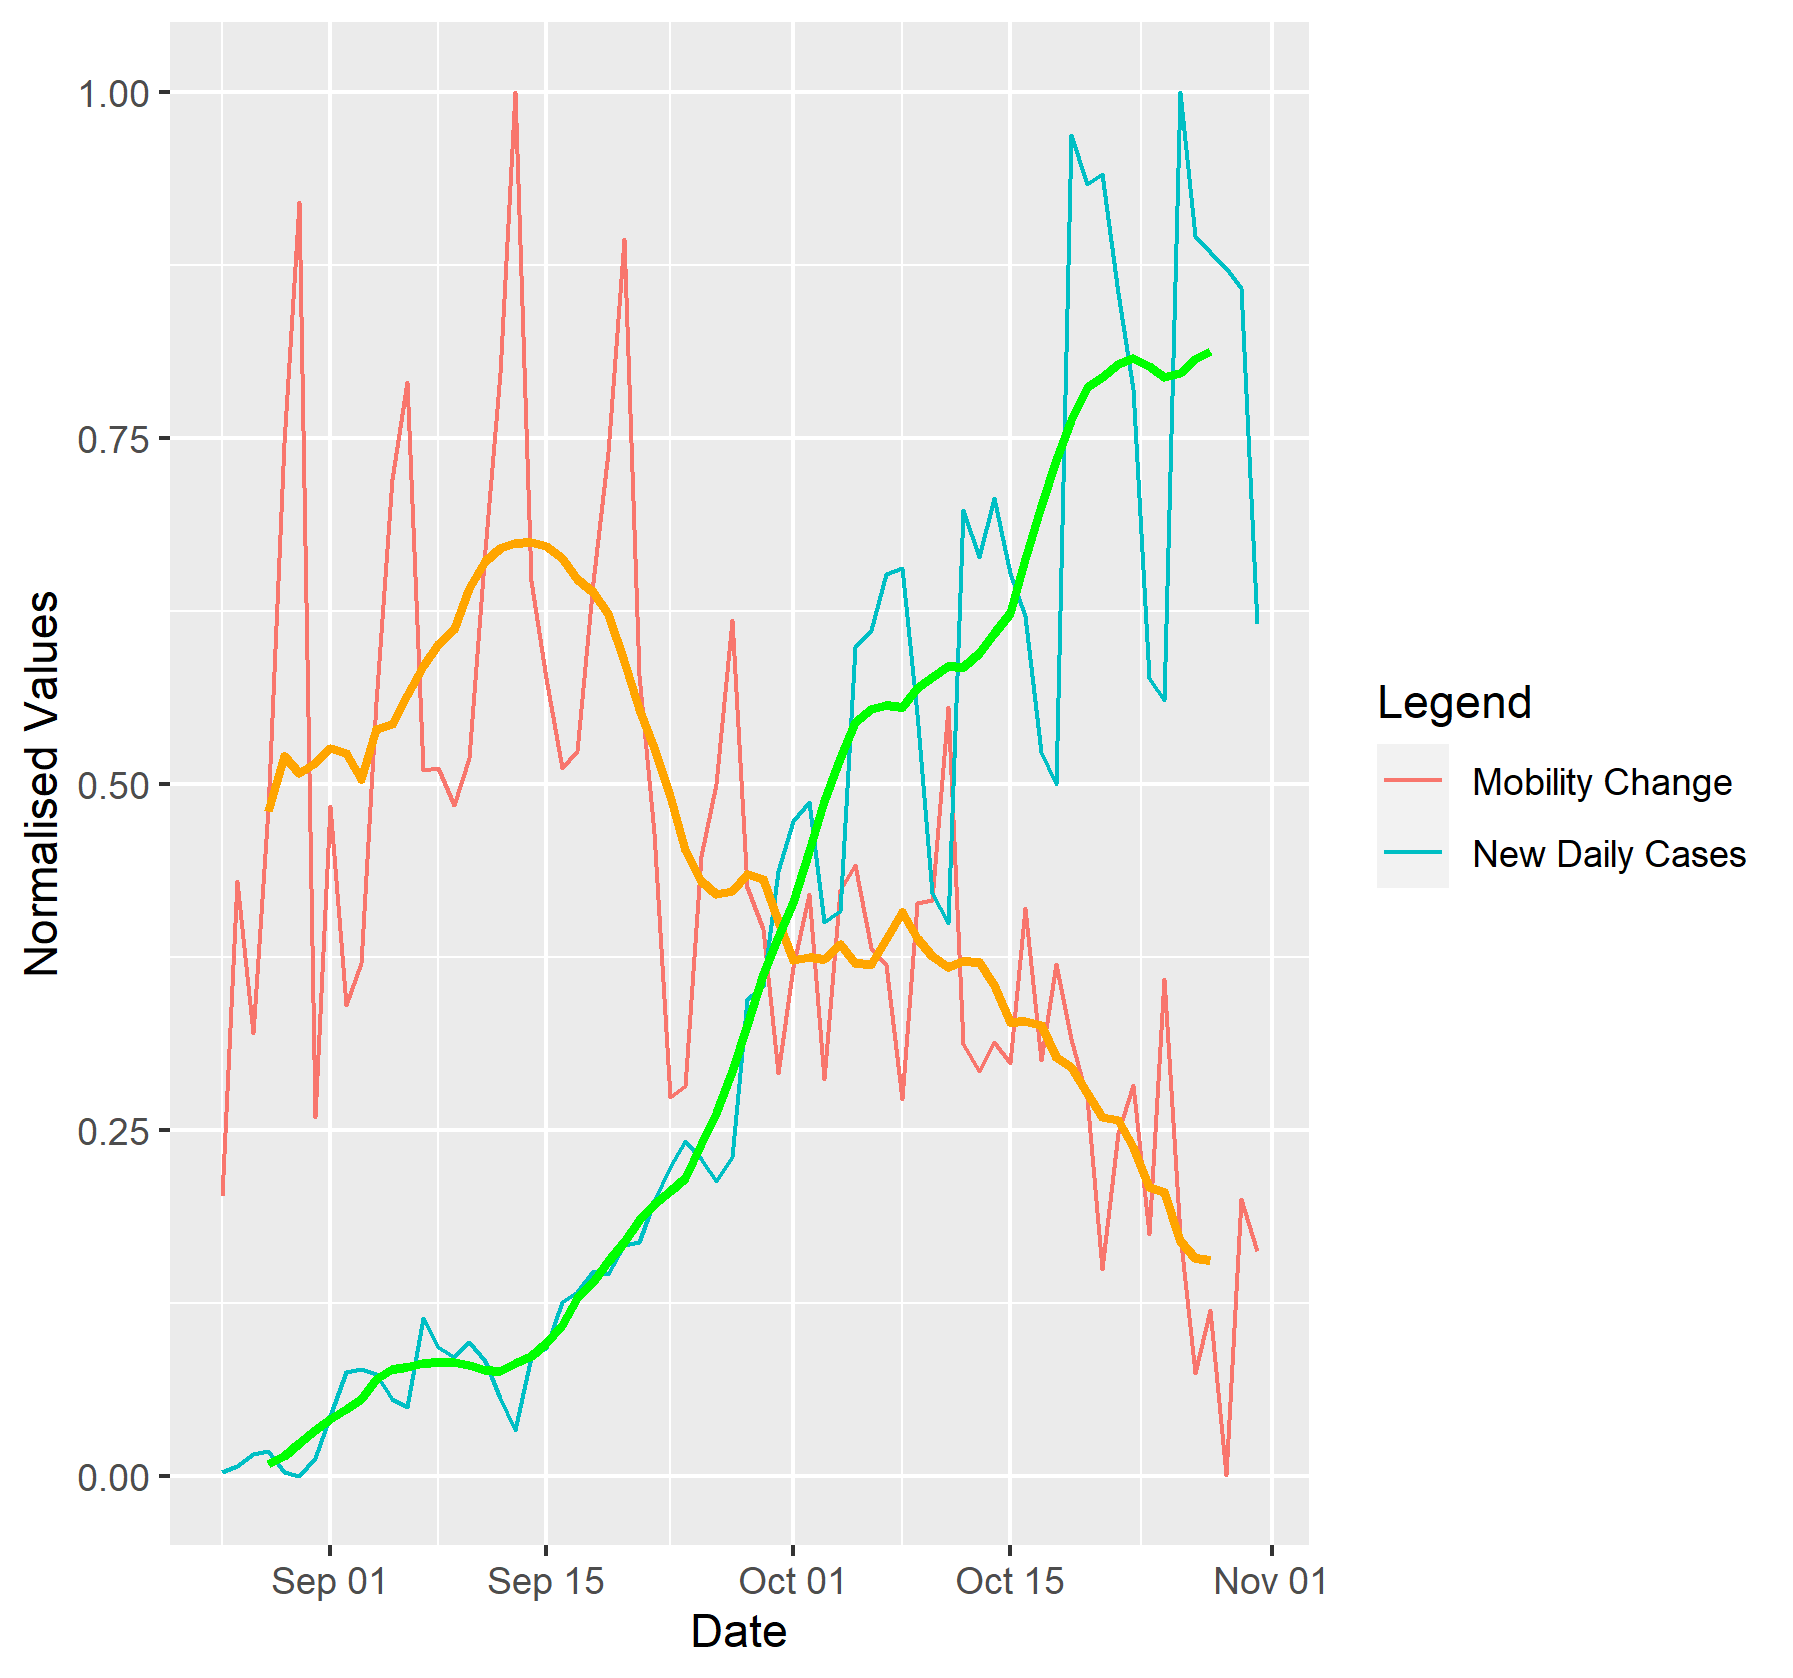 1.00
0.75
0.50
0.25
0.00
Normalised Values
Sep 01
Sep 15
Oct 01
Oct 15
Nov 01
Date
Legend
Mobility Change
New Daily Cases